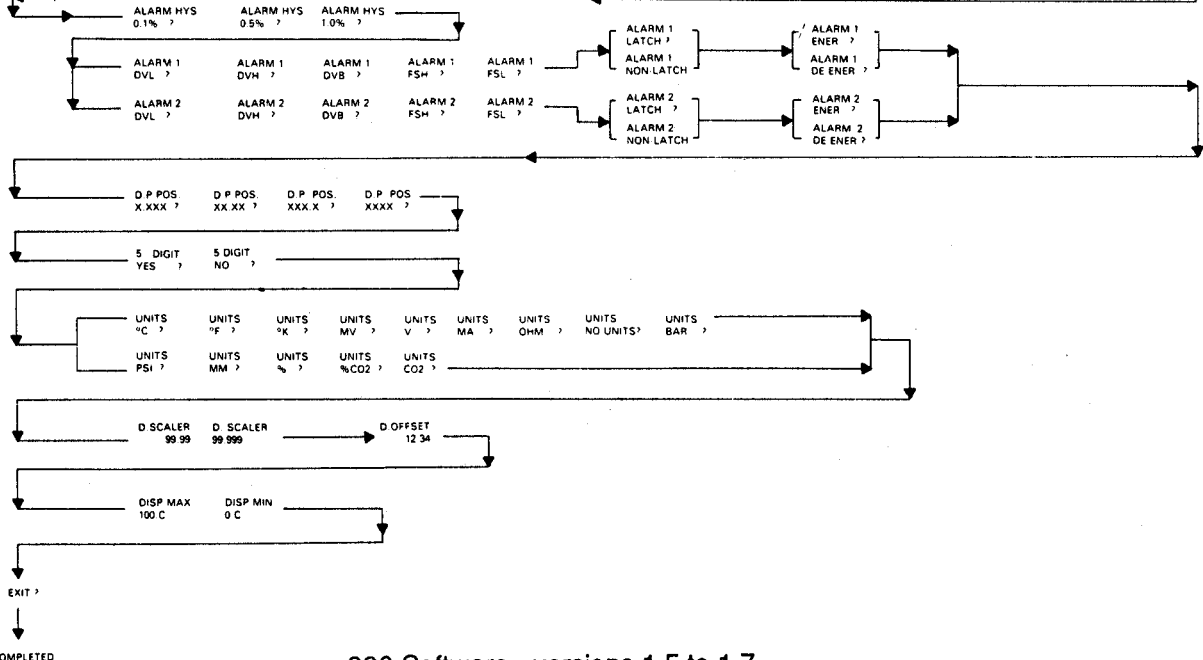 ALARM HYS ALARM HYS ALARM HYS
0.1% ? 0.5% ? 1.0% ?
ALARM 1 ALARM 1 ALARM 1 ALARM 1 ALARM 1
DVL ? DVH ? DVB ? FSH ? FSL ?
ALARM 1
LATCH ?
ALARM 1
NON-LATCH
ALARM 1
ENER ?
ALARM 1
DE ENER ?
ALARM 2 ALARM 2 ALARM 2 ALARM 2 ALARM 2
DVL ? DVH ? DVB ? FSH ? FSL ?
ALARM 2
LATCH ?
ALARM 2
NON LATCH
ALARM 2
ENER ?
ALARM 2
DE ENER ?
D.P POS. D.P POS. D.P. POS. D.P POS
X.XXX ? XX.XX ? XXX.X ? XXXX ?
5 DIGIT 5 DIGIT
YES ? NO ?
UNITS UNITS UNITS UNITS UNITS UNITS UNITS UNITS UNITS
°C ? °F ? °K ? MV ? V ? MA ? OHM ? NO UNITS? BAR ?
UNITS UNITS UNITS UNITS UNITS
PSI ? MM ? % ? %CO2 ? CO2 ?
D.SCALER D. SCALER D.OFFSET
99.99 99.999 12 34
DISP MAX DISP MIN
100.C 0 C
EXIT ?
OMPLETED